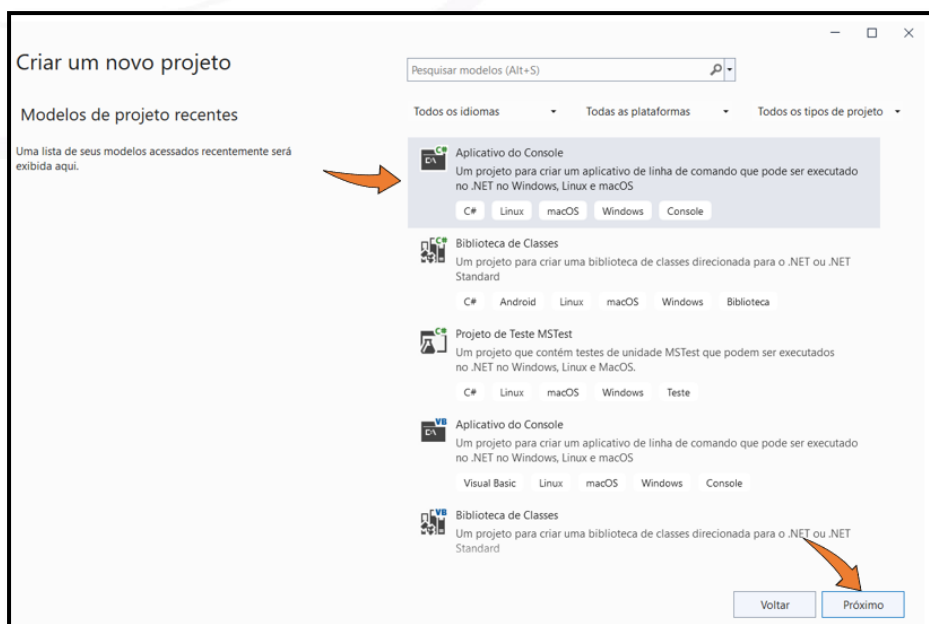 Criar um novo projeto
Pesquisar modelos (Alt+S)
Modelos de projeto recentes
Uma lista de seus modelos acessados recentemente será
exibida aqui.
Todos os idiomas Todas as plataformas Todos os tipos de projeto
C#
Aplicativo do Console
Um projeto para criar um aplicativo de linha de comando que pode ser executado
no .NET no Windows, Linux e macOS
C# Linux macOS Windows Console
C#
Biblioteca de Classes
Um projeto para criar uma biblioteca de classes direcionada para o .NET ou .NET
Standard
C# Android Linux macOS Windows Biblioteca
C#
Projeto de Teste MSTest
Um projeto que contém testes de unidade MSTest que podem ser executados
no .NET no Windows, Linux e MacOS.
C# Linux macOS Windows Teste
VB
Aplicativo do Console
Um projeto para criar um aplicativo de linha de comando que pode ser executado
no .NET no Windows, Linux e macOS
Visual Basic Linux macOS Windows Console
VB
Biblioteca de Classes
Um projeto para criar uma biblioteca de classes direcionada para o .NET ou .NET
Standard
Voltar Próximo